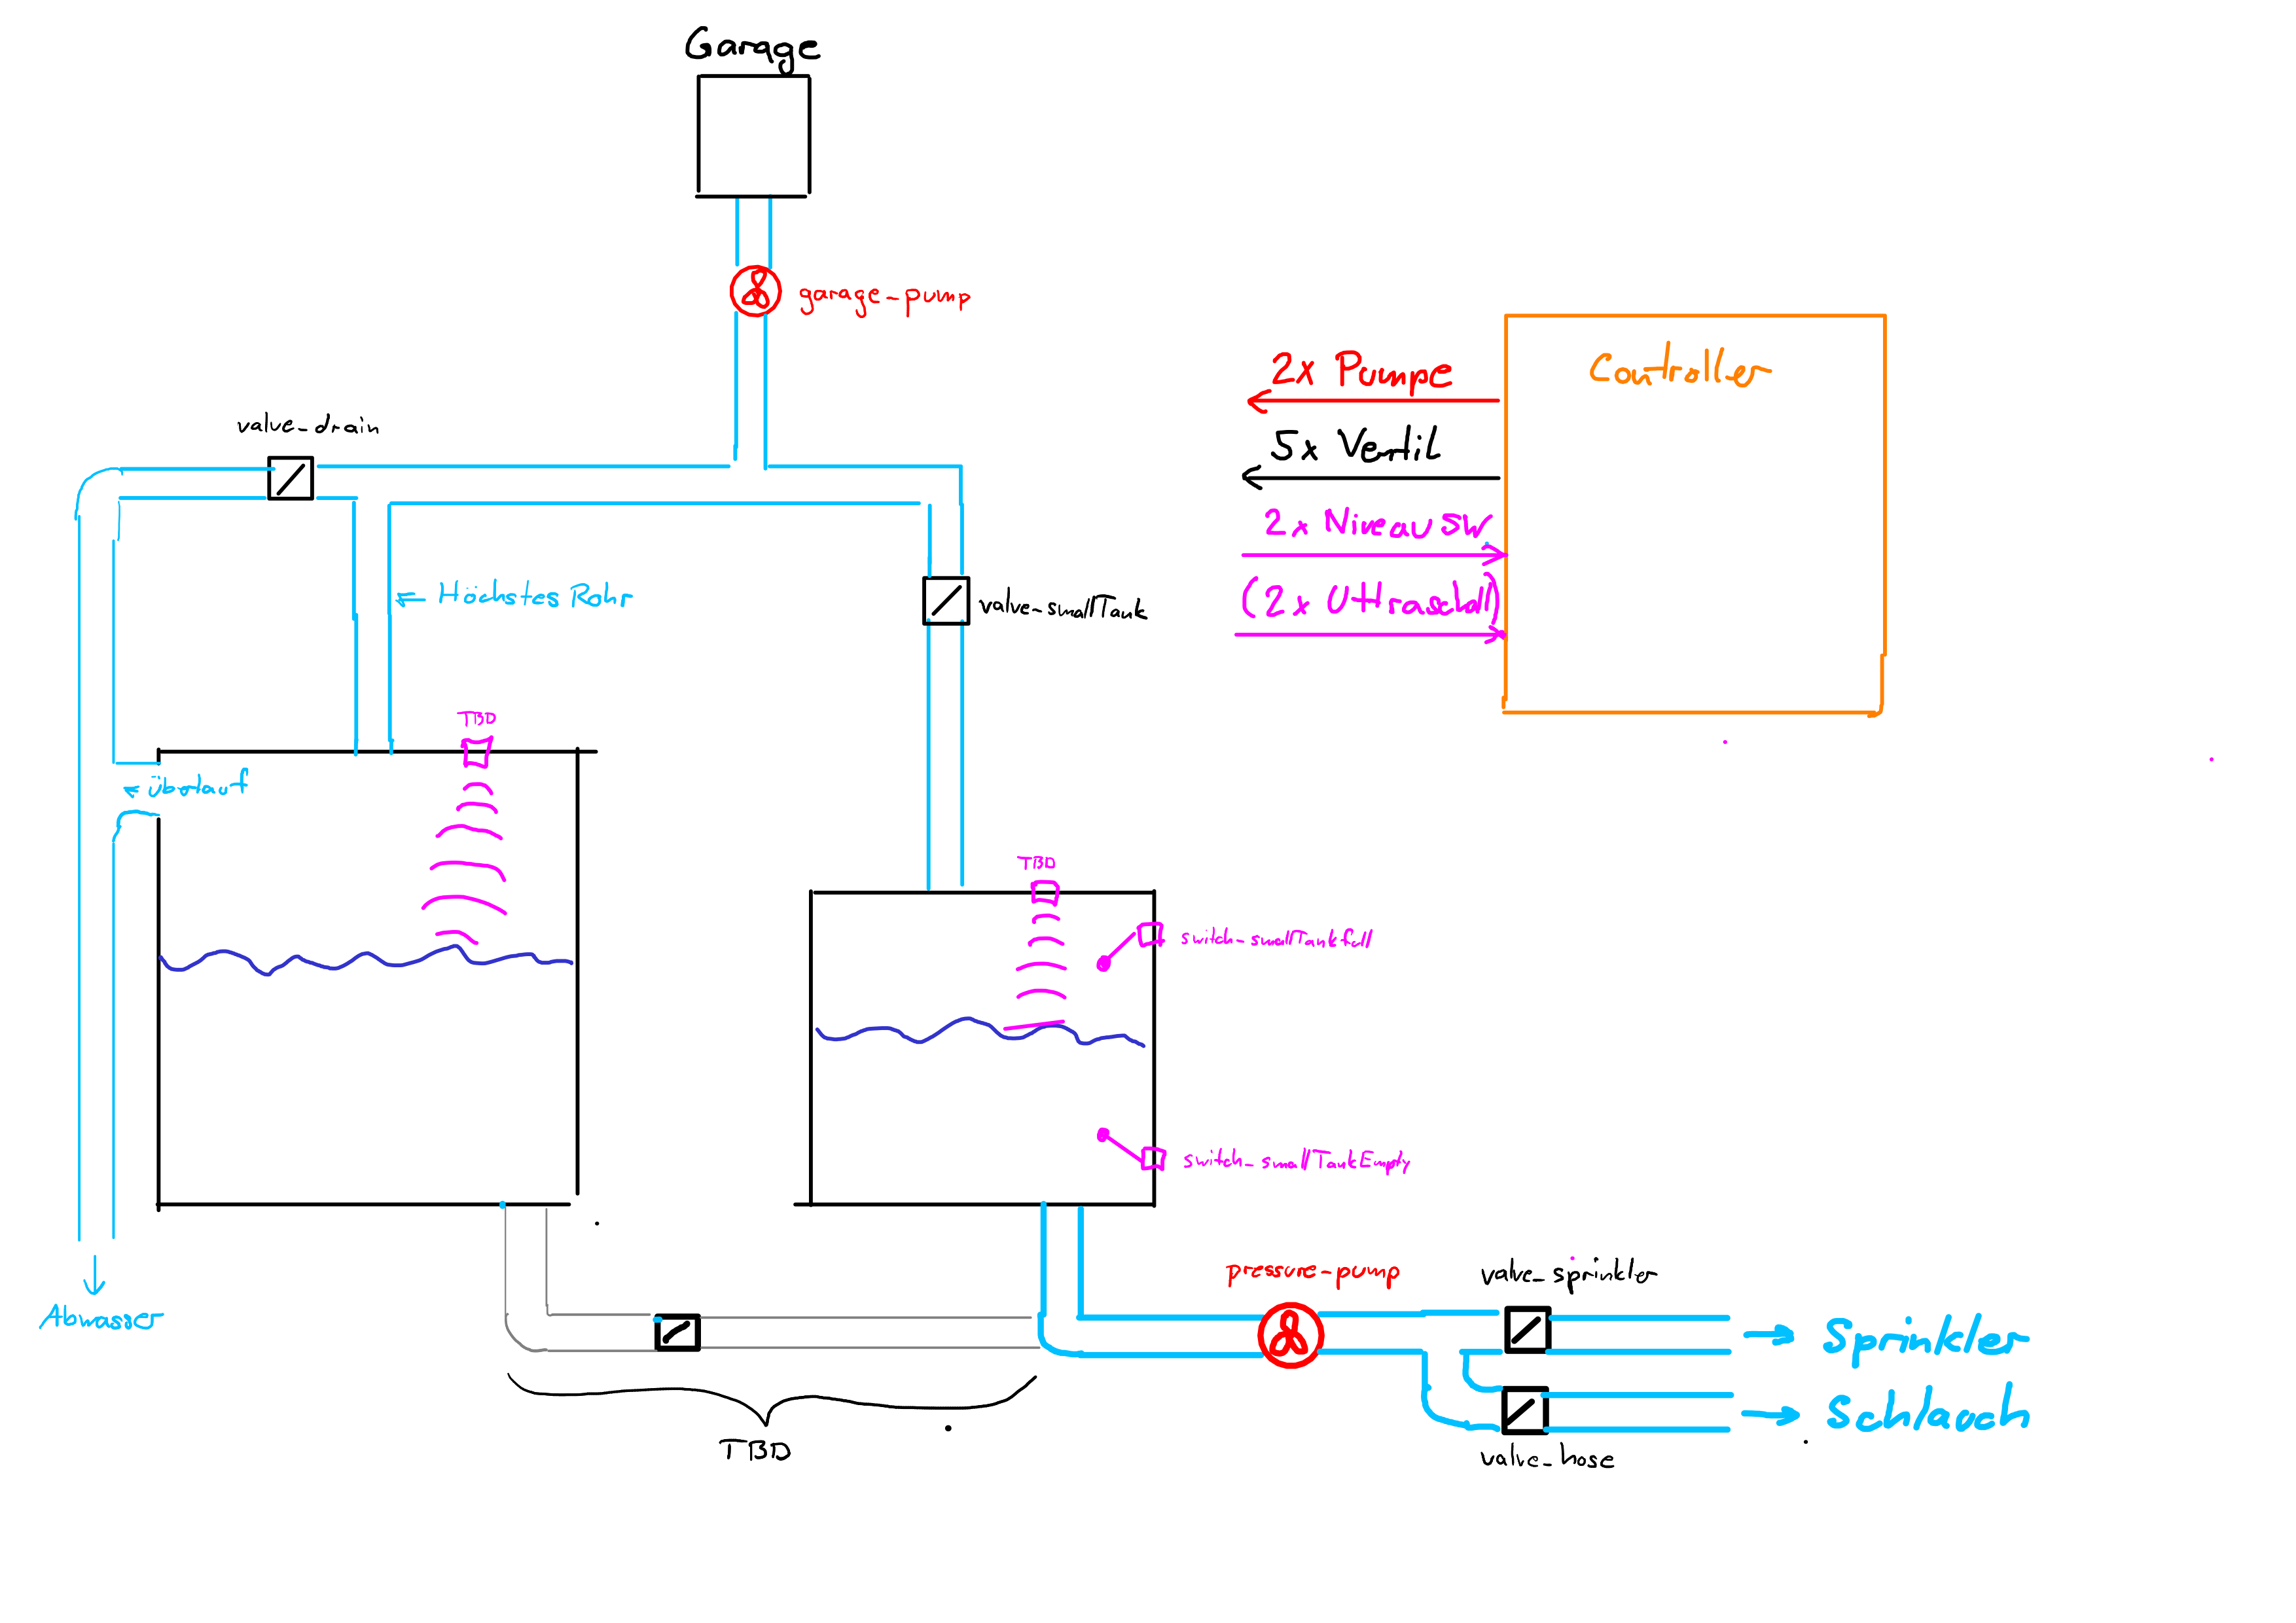 Garage
garage-pump
2x Pumpe
Controller
valve-drain
5x Ventil
2x Niveau SW
← Höchstes Rohr
valve-smallTank
(2x Ultraschall)
TBD
← überlauf
TBD
switch-smallTankfull
switch-smallTankEmpty
pressure-pump
valve-sprinkler
Abwasser
→ Sprinkler
→ Schlauch
TBD
valve-hose